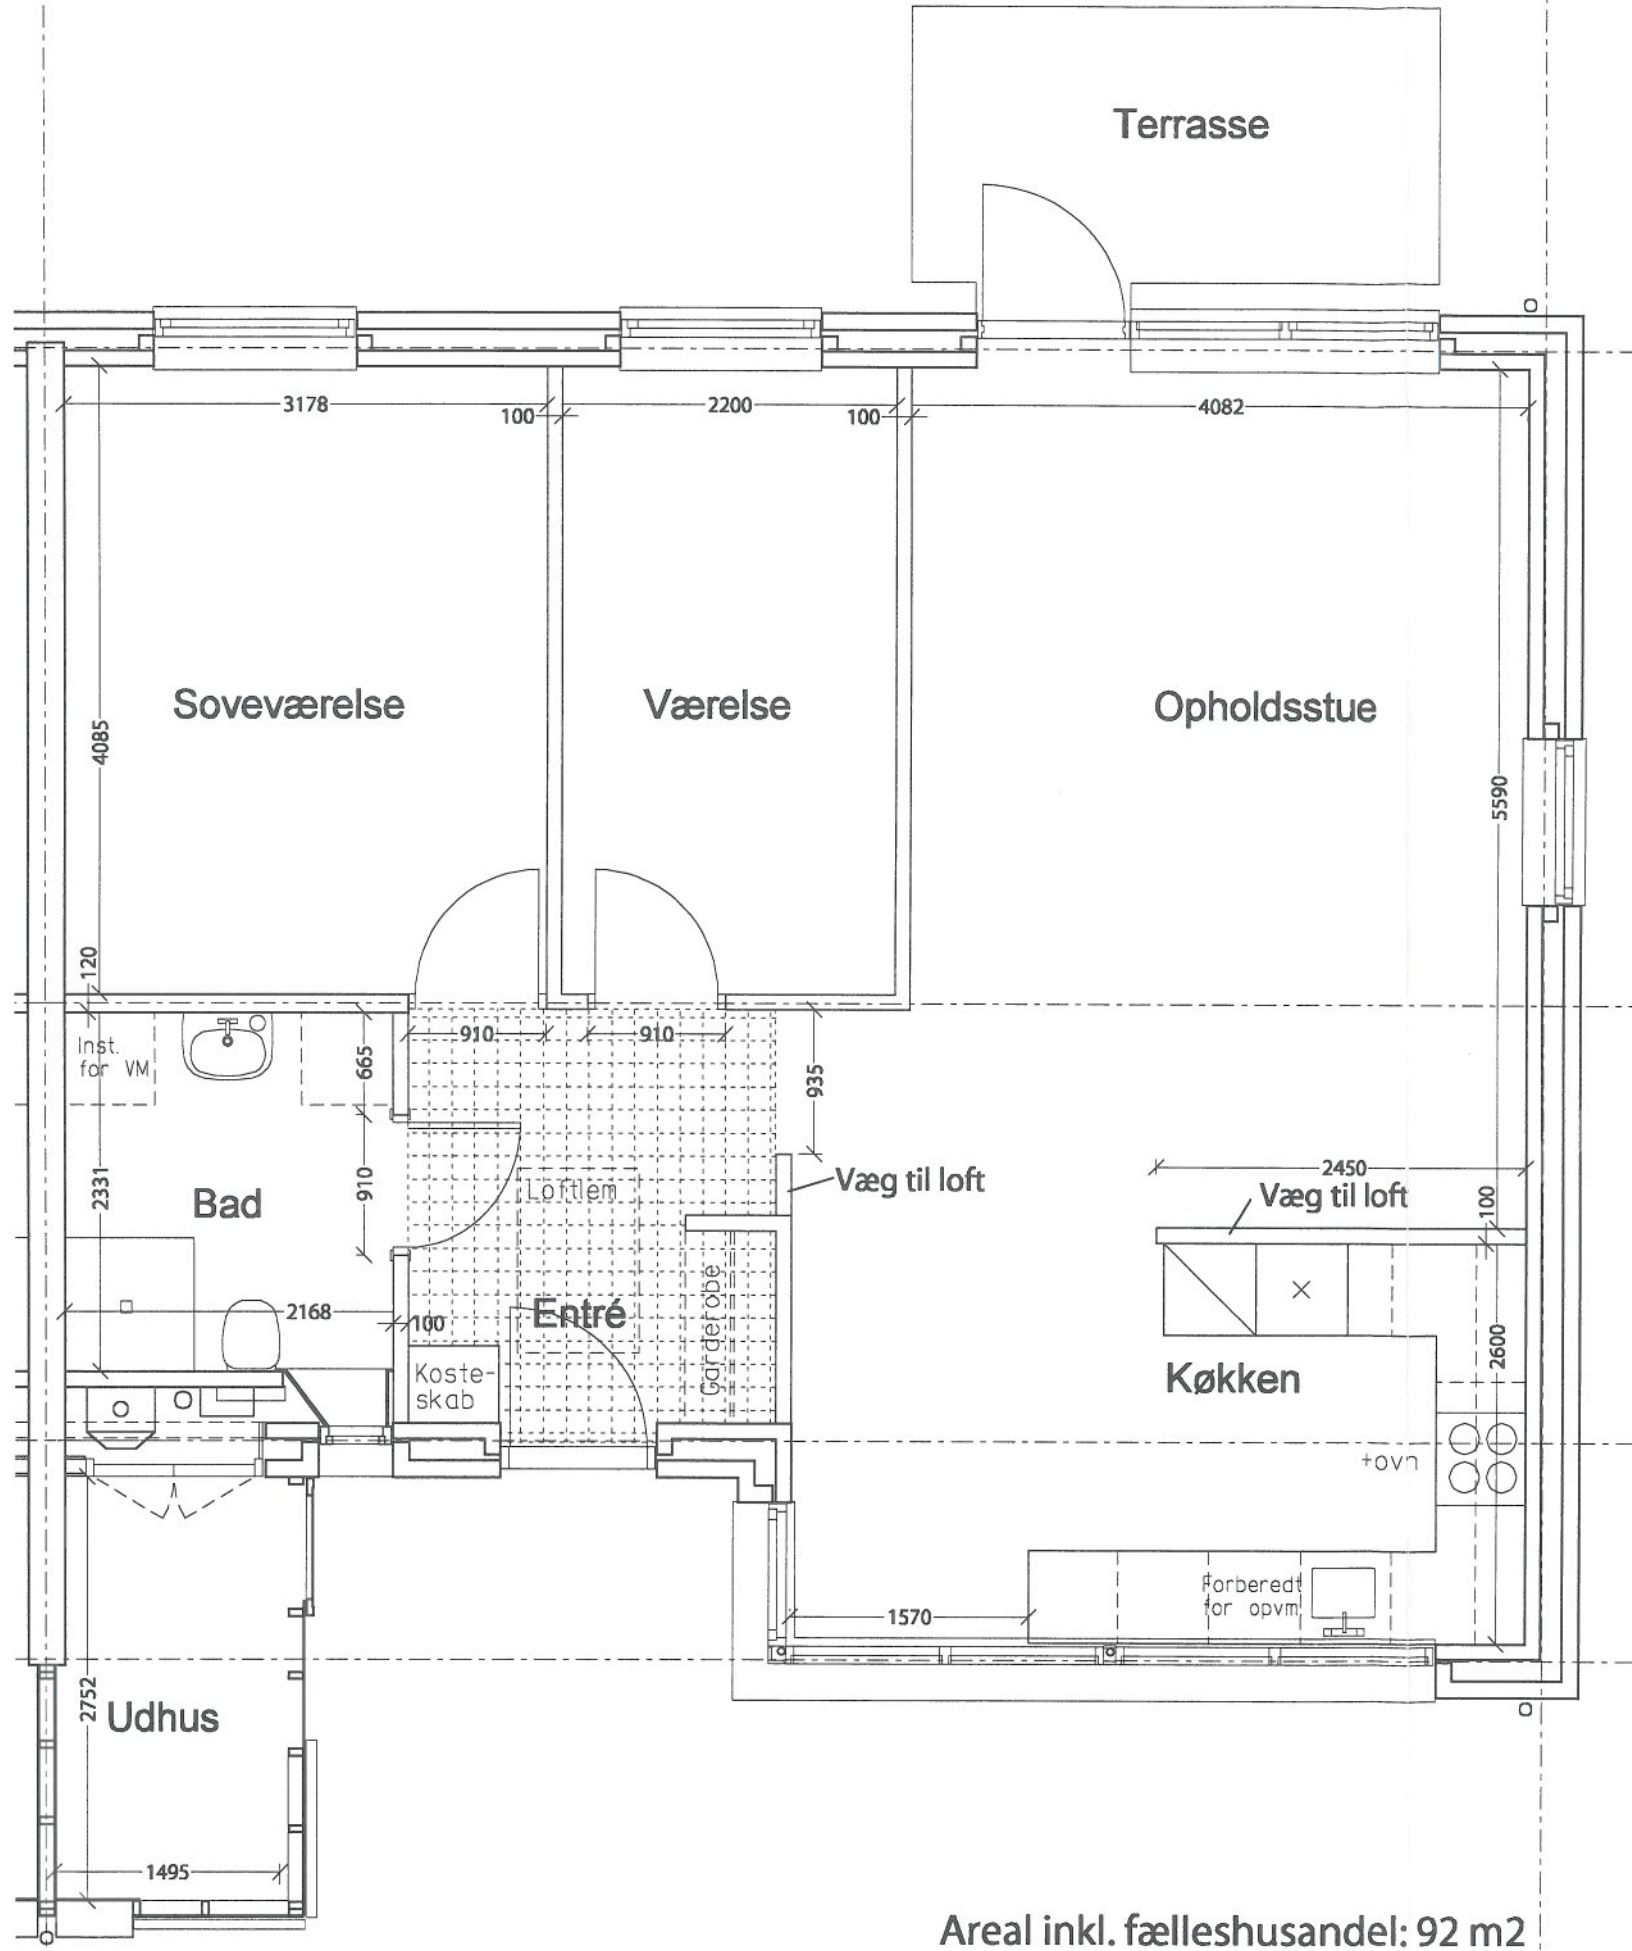 Terrasse
3178
100
2200
100
4082
Soveværelse
Værelse
Opholdsstue
4085
5590
120
910
910
Inst.
for VM
665
935
2331
910
Bad
Loftlem
Væg til loft
2450
Væg til loft
100
2168
100
Entré
Garderobe
Koste-
skab
Køkken
2600
+ovn
Forberedt
for opvm
1570
2752
Udhus
1495
Areal inkl. fælleshusandel: 92 m2